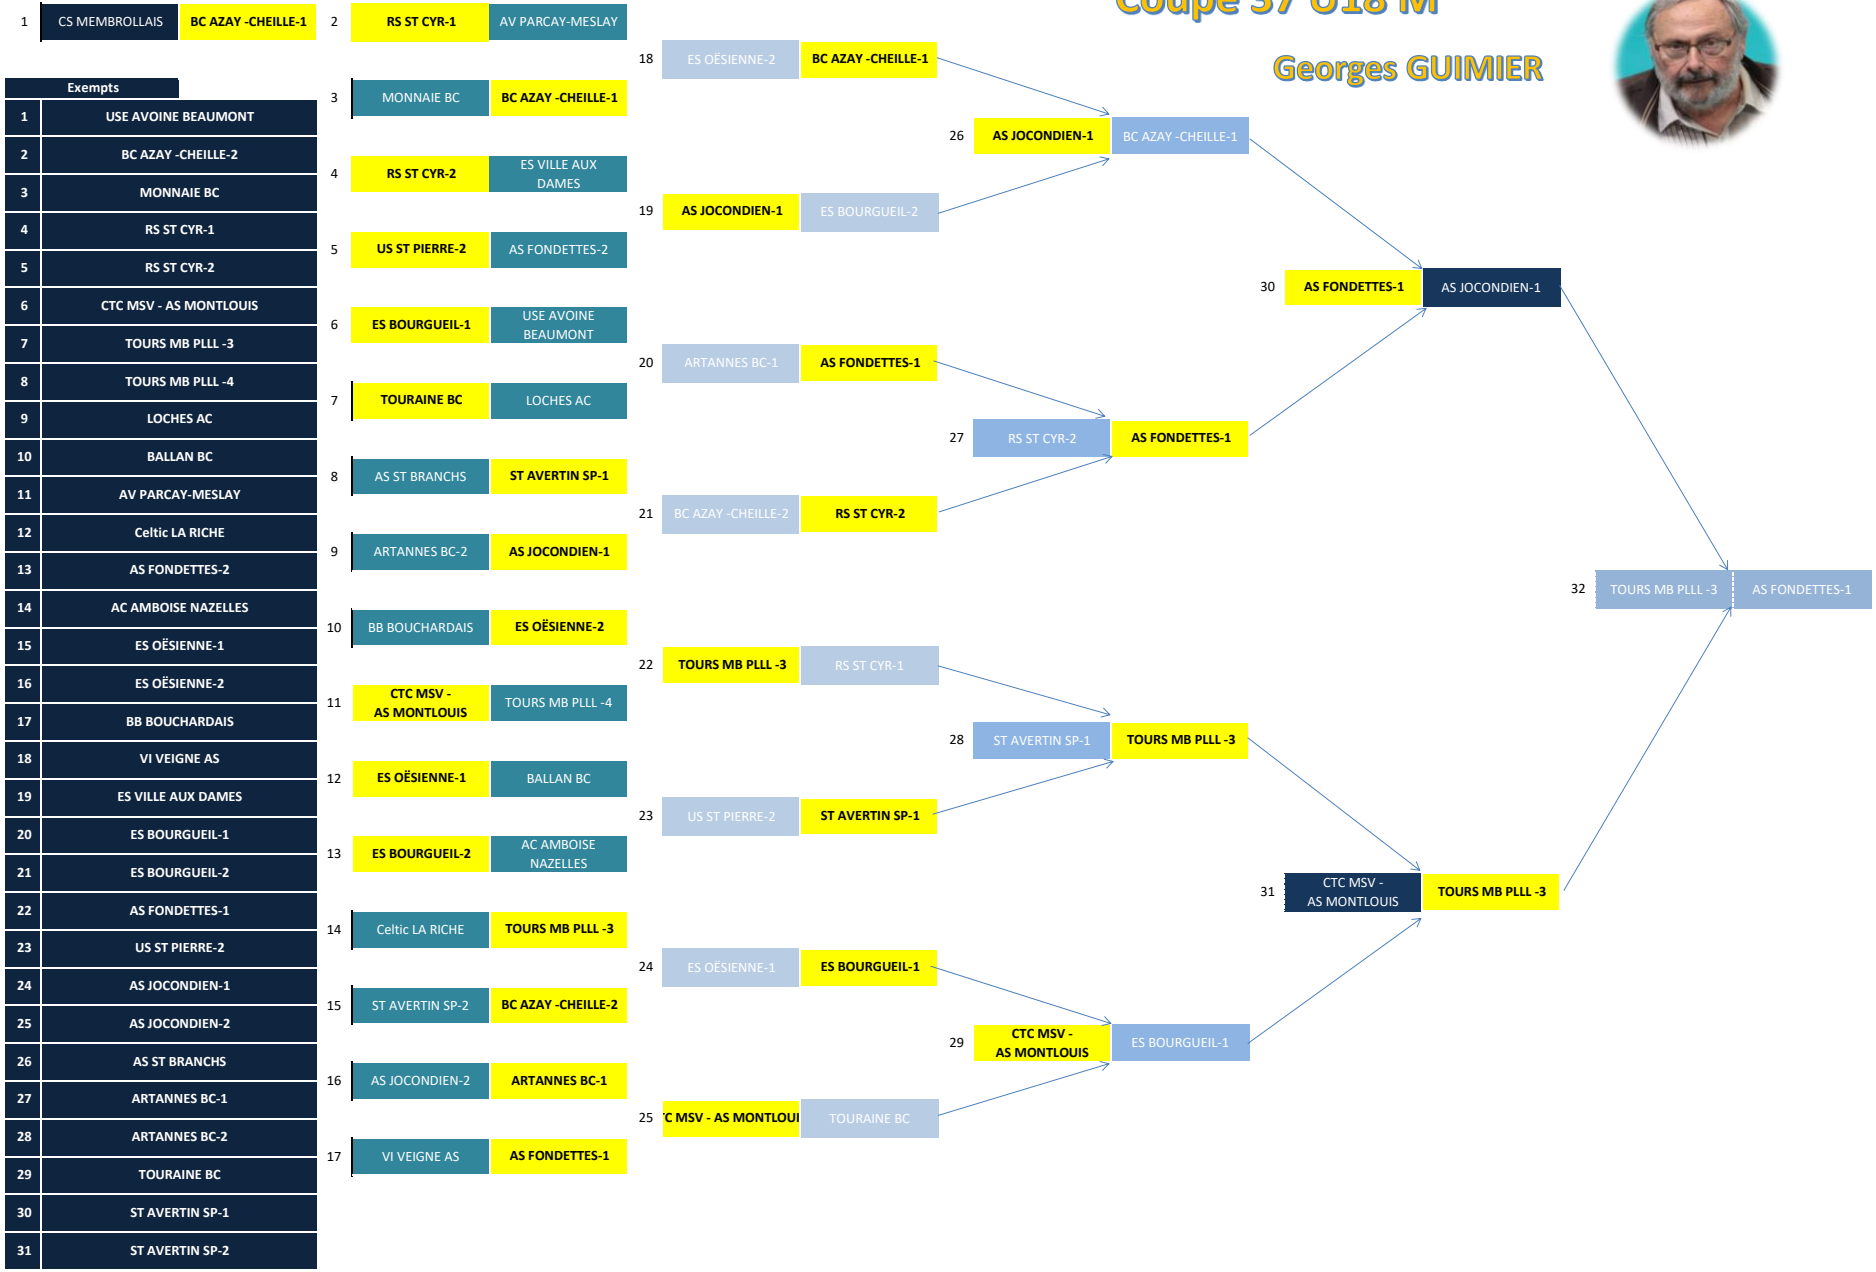 Coupe 37 U18 M
Georges GUIMIER
1 CS MEMBROLLAIS BC AZAY -CHEILLE-1
Exempts
1 USE AVOINE BEAUMONT
2 BC AZAY -CHEILLE-2
3 MONNAIE BC
4 RS ST CYR-1
5 RS ST CYR-2
6 CTC MSV - AS MONTLOUIS
7 TOURS MB PLLL -3
8 TOURS MB PLLL -4
9 LOCHES AC
10 BALLAN BC
11 AV PARCAY-MESLAY
12 Celtic LA RICHE
13 AS FONDETTES-2
14 AC AMBOISE NAZELLES
15 ES OËSIENNE-1
16 ES OËSIENNE-2
17 BB BOUCHARDAIS
18 VI VEIGNE AS
19 ES VILLE AUX DAMES
20 ES BOURGUEIL-1
21 ES BOURGUEIL-2
22 AS FONDETTES-1
23 US ST PIERRE-2
24 AS JOCONDIEN-1
25 AS JOCONDIEN-2
26 AS ST BRANCHS
27 ARTANNES BC-1
28 ARTANNES BC-2
29 TOURAINE BC
30 ST AVERTIN SP-1
31 ST AVERTIN SP-2
2 RS ST CYR-1 AV PARCAY-MESLAY
3 MONNAIE BC BC AZAY -CHEILLE-1
4 RS ST CYR-2 ES VILLE AUX
DAMES
5 US ST PIERRE-2 AS FONDETTES-2
6 ES BOURGUEIL-1 USE AVOINE
BEAUMONT
7 TOURAINE BC LOCHES AC
8 AS ST BRANCHS ST AVERTIN SP-1
9 ARTANNES BC-2 AS JOCONDIEN-1
10 BB BOUCHARDAIS ES OËSIENNE-2
11 CTC MSV -
AS MONTLOUIS TOURS MB PLLL -4
12 ES OËSIENNE-1 BALLAN BC
13 ES BOURGUEIL-2 AC AMBOISE
NAZELLES
14 Celtic LA RICHE TOURS MB PLLL -3
15 ST AVERTIN SP-2 BC AZAY -CHEILLE-2
16 AS JOCONDIEN-2 ARTANNES BC-1
17 VI VEIGNE AS AS FONDETTES-1
18 ES OËSIENNE-2 BC AZAY -CHEILLE-1
19 AS JOCONDIEN-1 ES BOURGUEIL-2
20 ARTANNES BC-1 AS FONDETTES-1
21 BC AZAY -CHEILLE-2 RS ST CYR-2
22 TOURS MB PLLL -3 RS ST CYR-1
23 US ST PIERRE-2 ST AVERTIN SP-1
24 ES OËSIENNE-1 ES BOURGUEIL-1
25 TC MSV - AS MONTLOUI TOURAINE BC
26 AS JOCONDIEN-1 BC AZAY -CHEILLE-1
27 RS ST CYR-2 AS FONDETTES-1
28 ST AVERTIN SP-1 TOURS MB PLLL -3
29 CTC MSV -
AS MONTLOUIS ES BOURGUEIL-1
30 AS FONDETTES-1 AS JOCONDIEN-1
31 CTC MSV -
AS MONTLOUIS TOURS MB PLLL -3
32 TOURS MB PLLL -3 AS FONDETTES-1